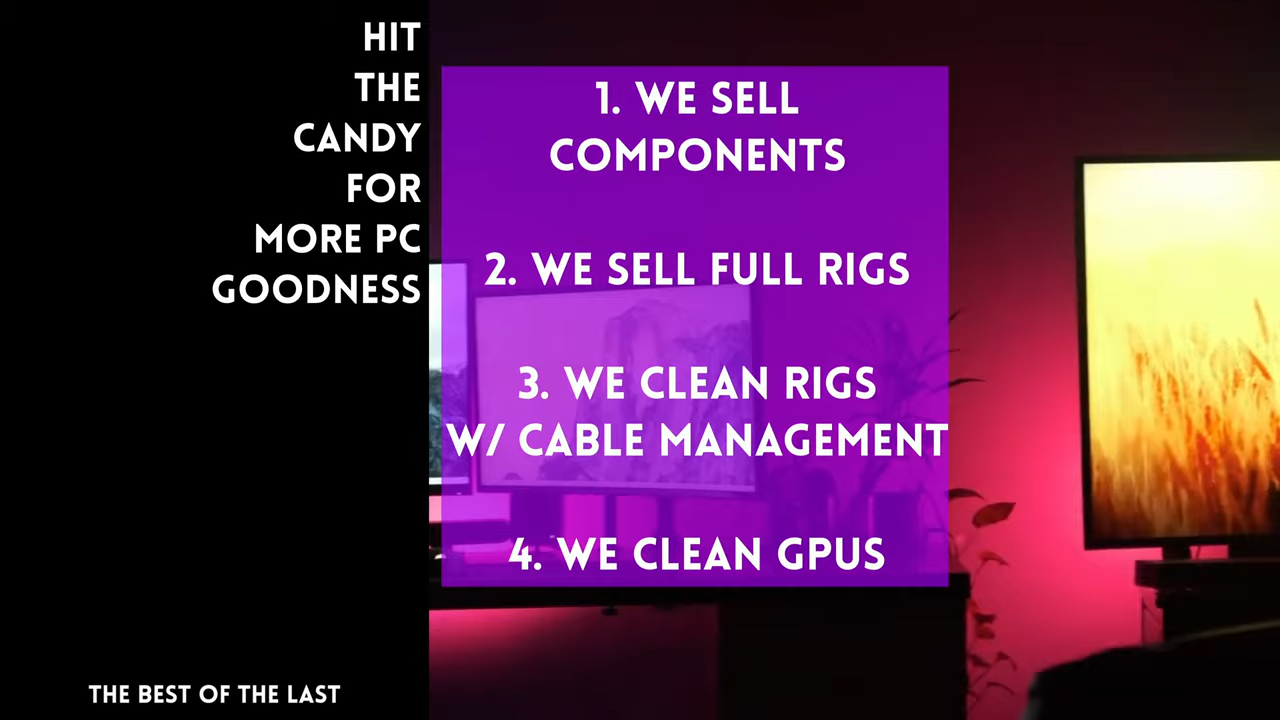 HIT
THE
CANDY
FOR
MORE PC
GOODNESS
1. WE SELL
COMPONENTS
2. WE SELL FULL RIGS
3. WE CLEAN RIGS
W/ CABLE MANAGEMENT
4. WE CLEAN GPUS
THE BEST OF THE LAST